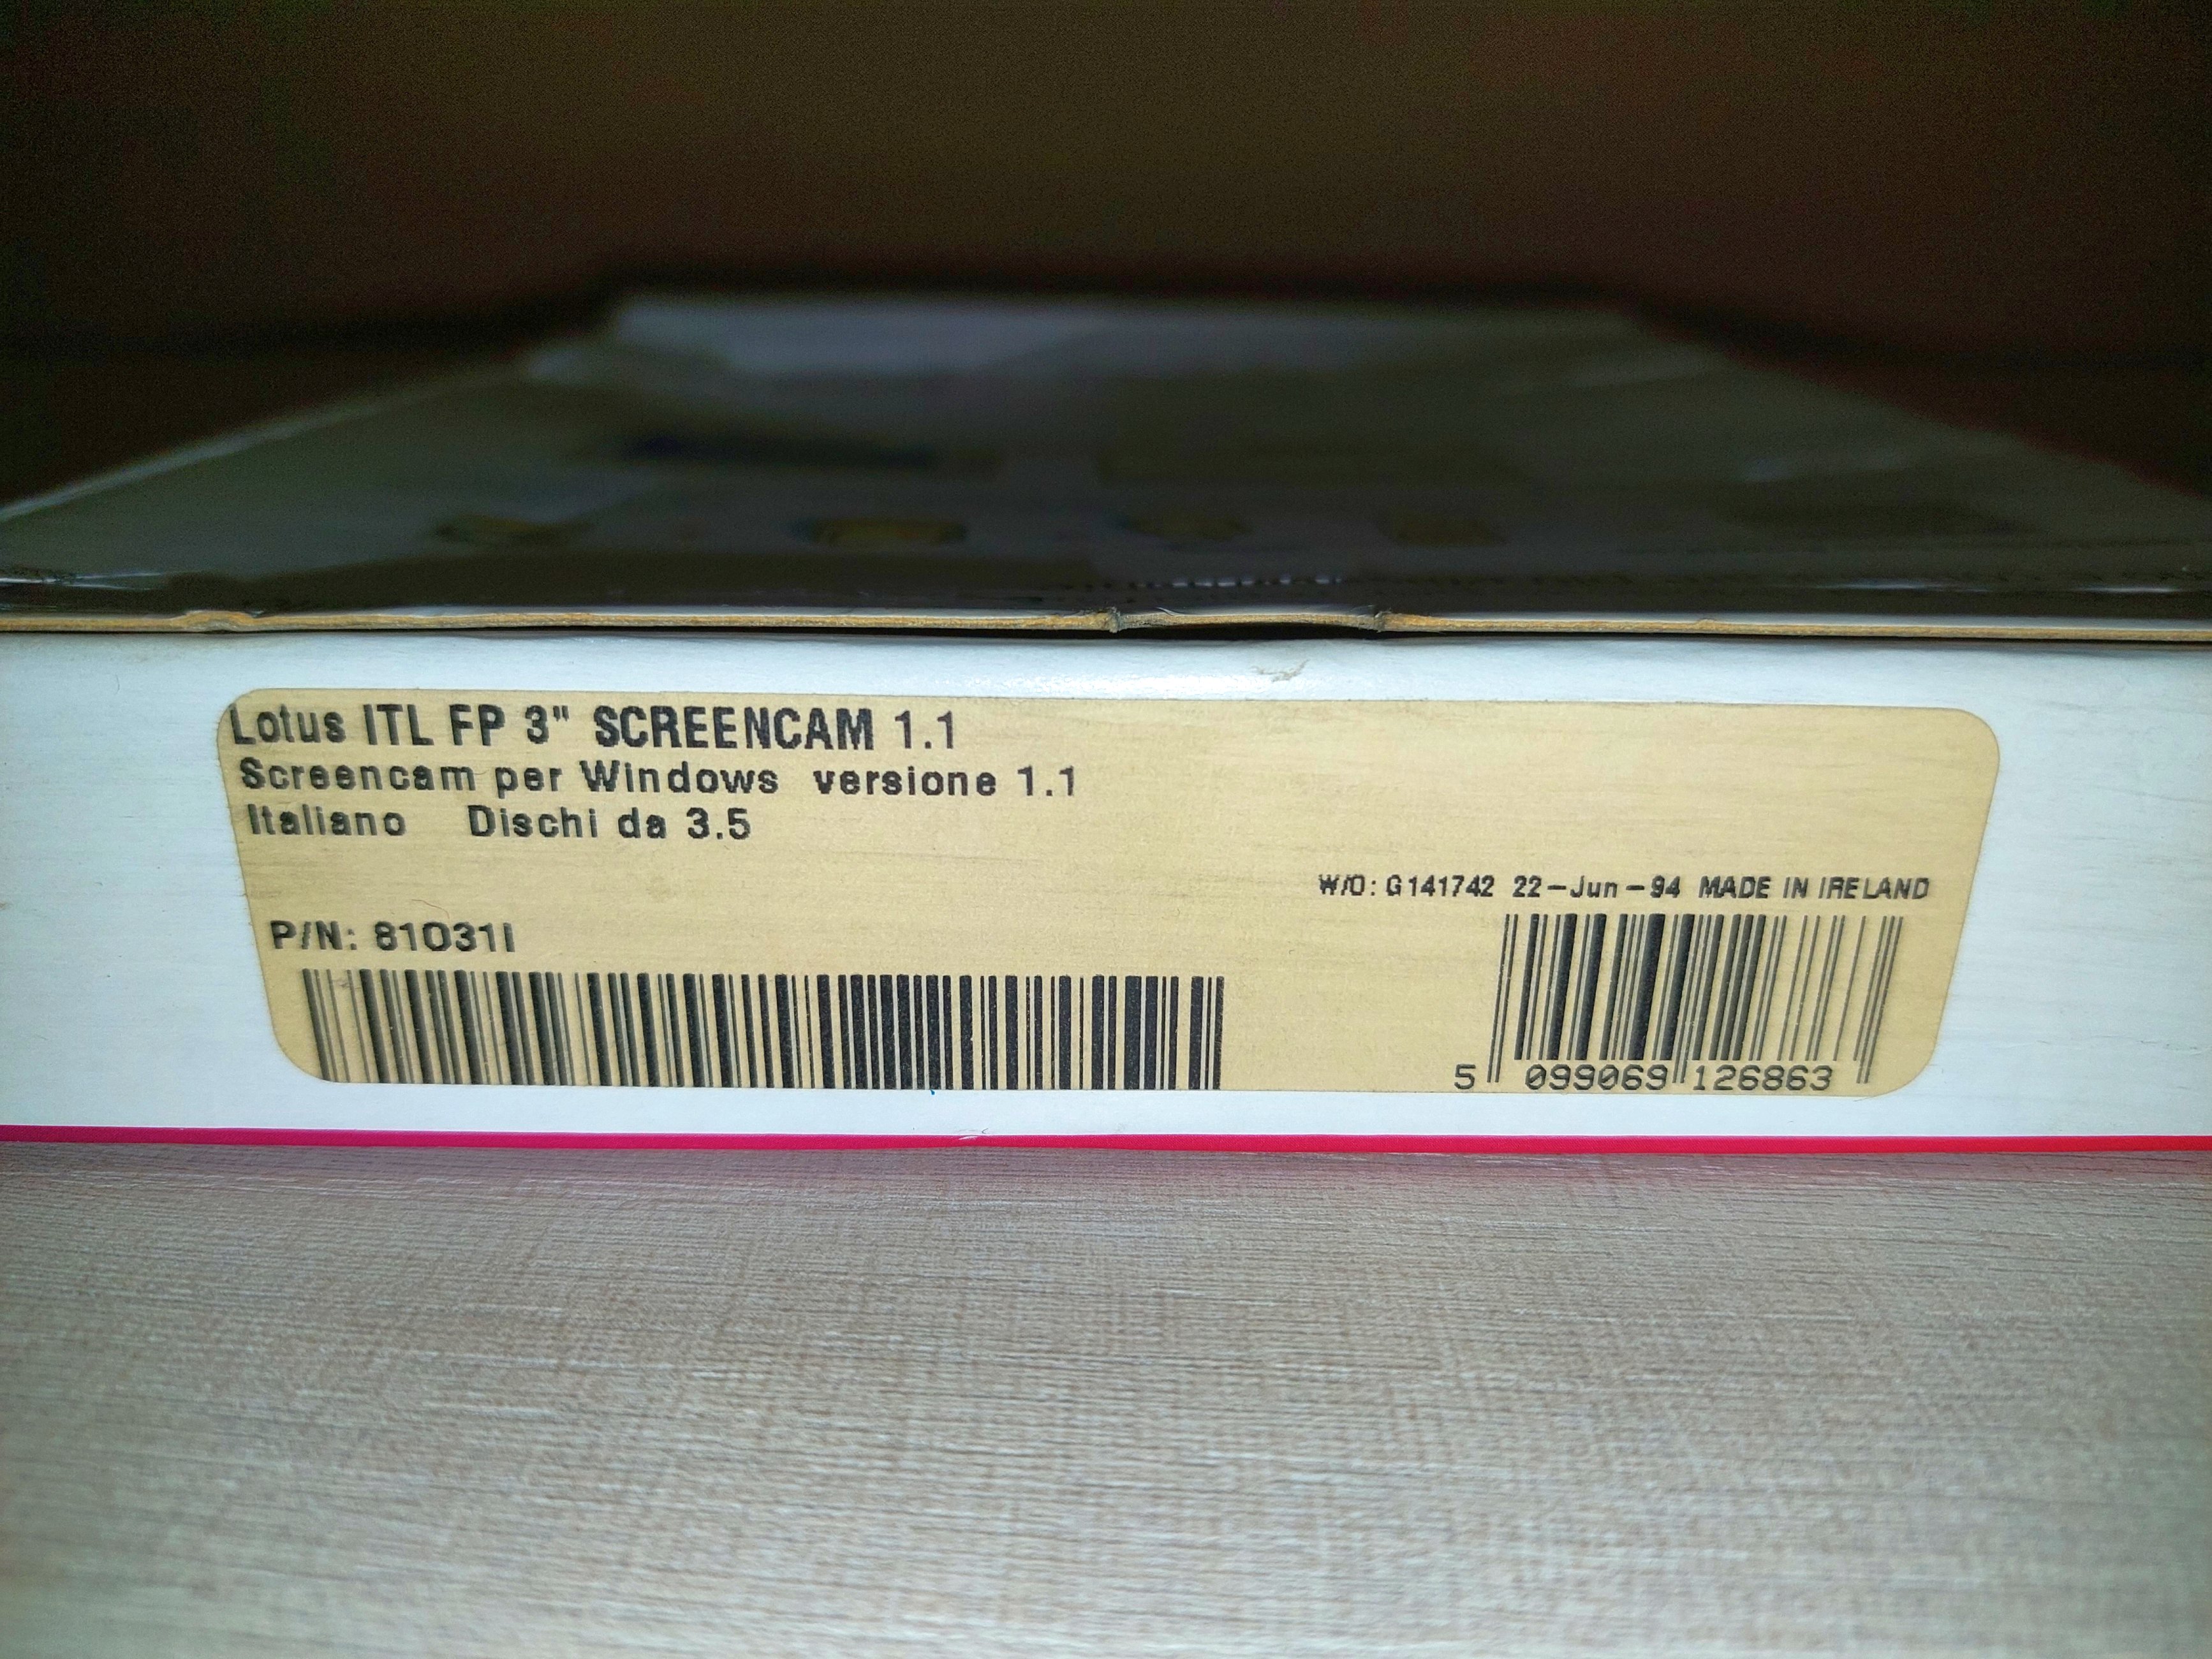 Lotus ITL FP 3" SCREENCAM 1.1
Screencam per Windows versione 1.1
Italiano Dischi da 3.5
W/O: G141742 22-Jun-94 MADE IN IRELAND
P/N: 81031I
5 099069 126863